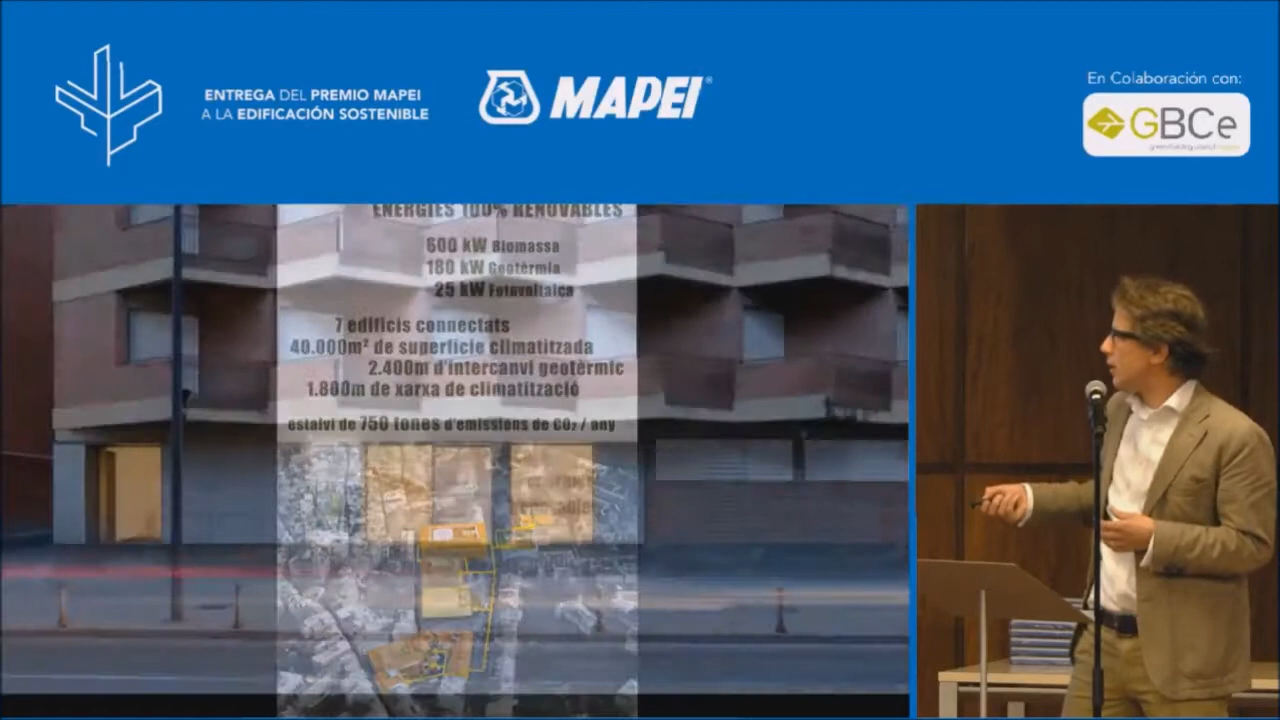 ENTREGA DEL PREMIO MAPEI
A LA EDIFICACIÓN SOSTENIBLE
MAPEI®
En Colaboración con:
GBCe
ENERGIES 100% RENOVABLES
600 kW Biomassa
180 kW Geotèrmia
25 kW Fotovoltaica
7 edificis connectats
40.000m² de superfície climatitzada
2.400m d'intercanvi geotèrmic
1.800m de xarxa de climatització
estalvi de 750 tones d'emissions de CO₂ / any